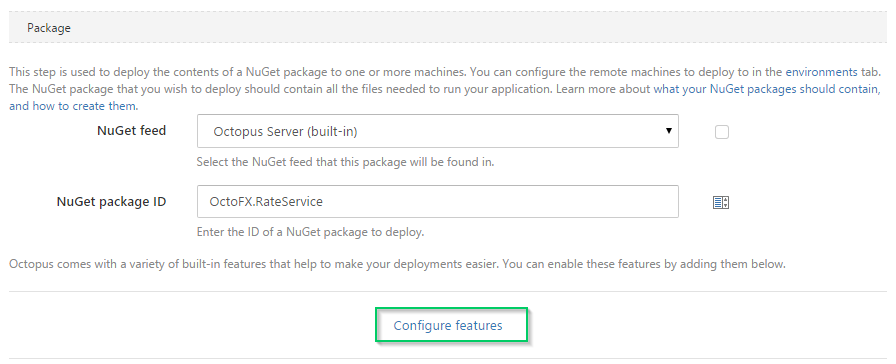 Package
This step is used to deploy the contents of a NuGet package to one or more machines. You can configure the remote machines to deploy to in the environments tab.
The NuGet package that you wish to deploy should contain all the files needed to run your application. Learn more about what your NuGet packages should contain,
and how to create them.
NuGet feed
Octopus Server (built-in)
Select the NuGet feed that this package will be found in.
NuGet package ID
OctoFX.RateService
Enter the ID of a NuGet package to deploy.
Octopus comes with a variety of built-in features that help to make your deployments easier. You can enable these features by adding them below.
Configure features